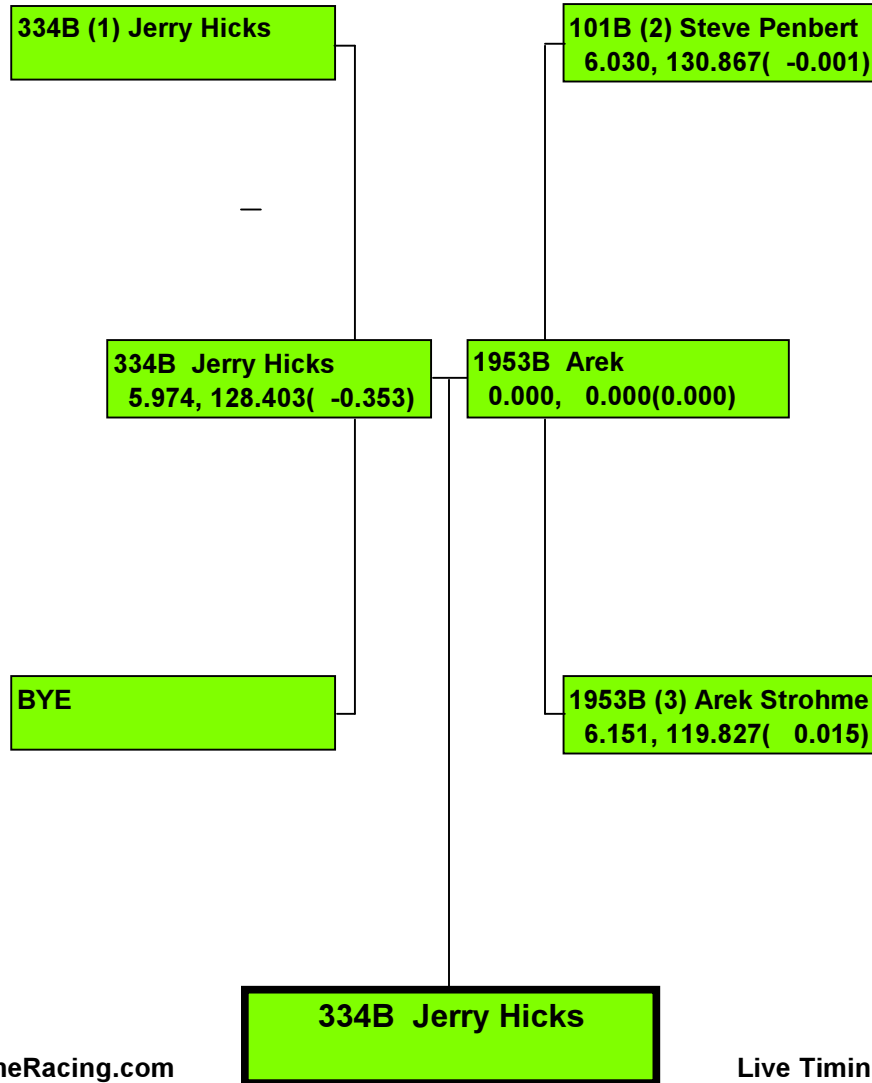 334B (1) Jerry Hicks
101B (2) Steve Penbert
6.030, 130.867( -0.001)
334B Jerry Hicks
5.974, 128.403( -0.353)
1953B Arek
0.000, 0.000(0.000)
BYE
1953B (3) Arek Strohme
6.151, 119.827( 0.015)
334B Jerry Hicks
neRacing.com
Live Timin